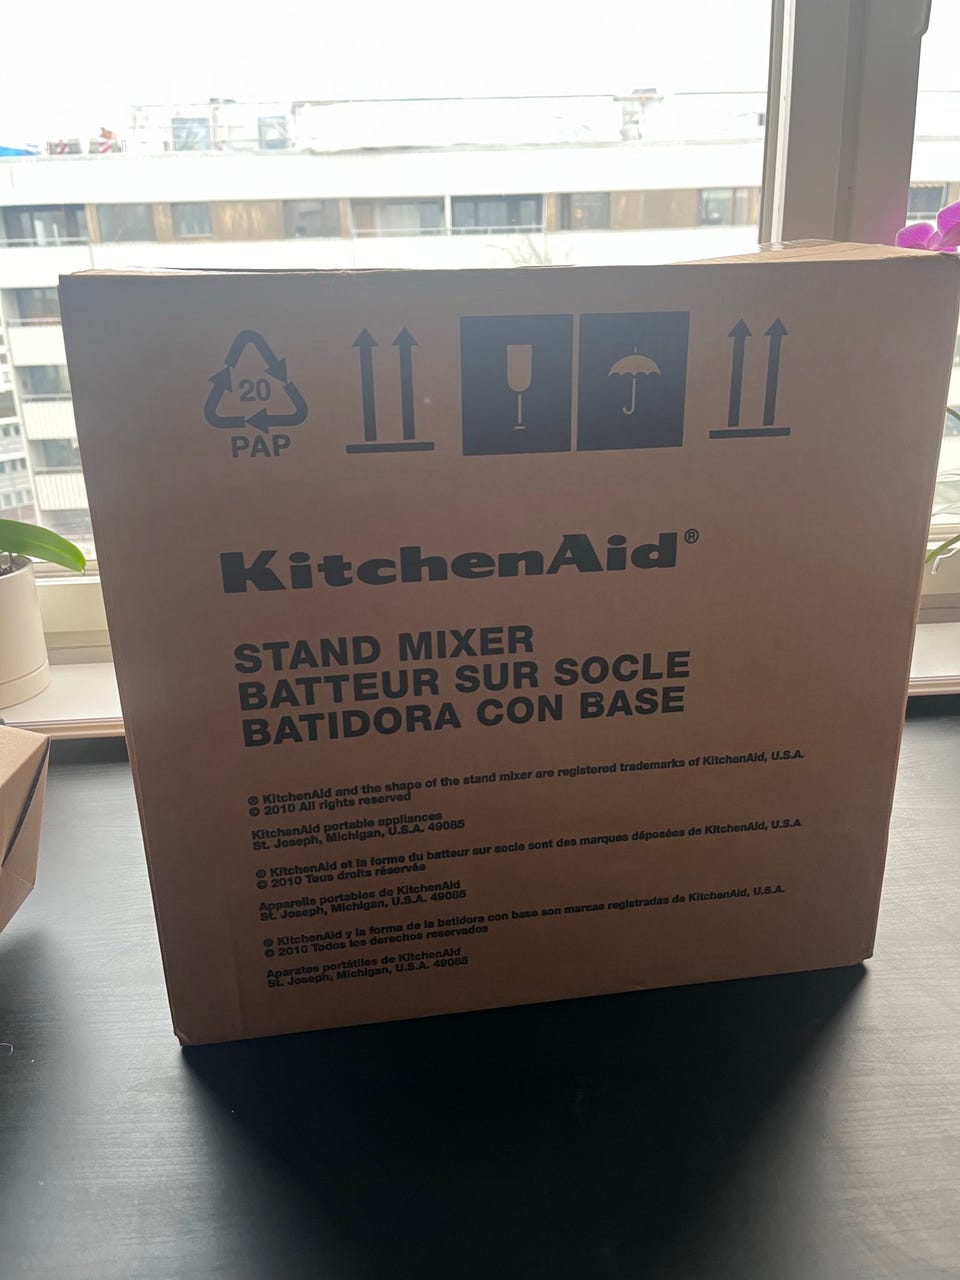 20
PAP
KitchenAid®
STAND MIXER
BATTEUR SUR SOCLE
BATIDORA CON BASE
® KitchenAid and the shape of the stand mixer are registered trademarks of KitchenAid, U.S.A.
© 2010 All rights reserved
KitchenAid portable appliances
St. Joseph, Michigan, U.S.A. 49085
® KitchenAid et la forme du batteur sur socle sont des marques déposées de KitchenAid, U.S.A
© 2010 Tous droits réservés
Appareils portables de KitchenAid
St. Joseph, Michigan, U.S.A. 49085
® KitchenAid y la forma de la batidora con base son marcas registradas de KitchenAid, U.S.A.
© 2010 Todos los derechos reservados
Aparatos portátiles de KitchenAid
St. Joseph, Michigan, U.S.A. 49085